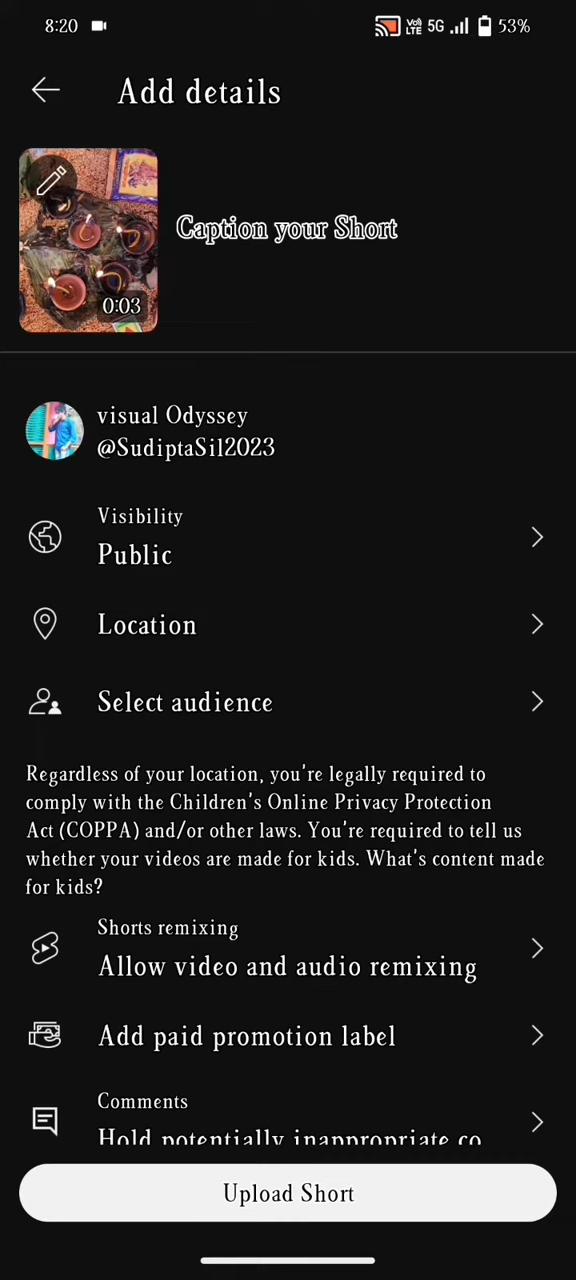 8:20
Vo)) LTE 5G 53%
Add details
0:03
Caption your Short
visual Odyssey
@SudiptaSil2023
Visibility
Public
Location
Select audience
Regardless of your location, you're legally required to
comply with the Children's Online Privacy Protection
Act (COPPA) and/or other laws. You're required to tell us
whether your videos are made for kids. What's content made
for kids?
Shorts remixing
Allow video and audio remixing
Add paid promotion label
Comments
Hold potentially inappropriate co
Upload Short